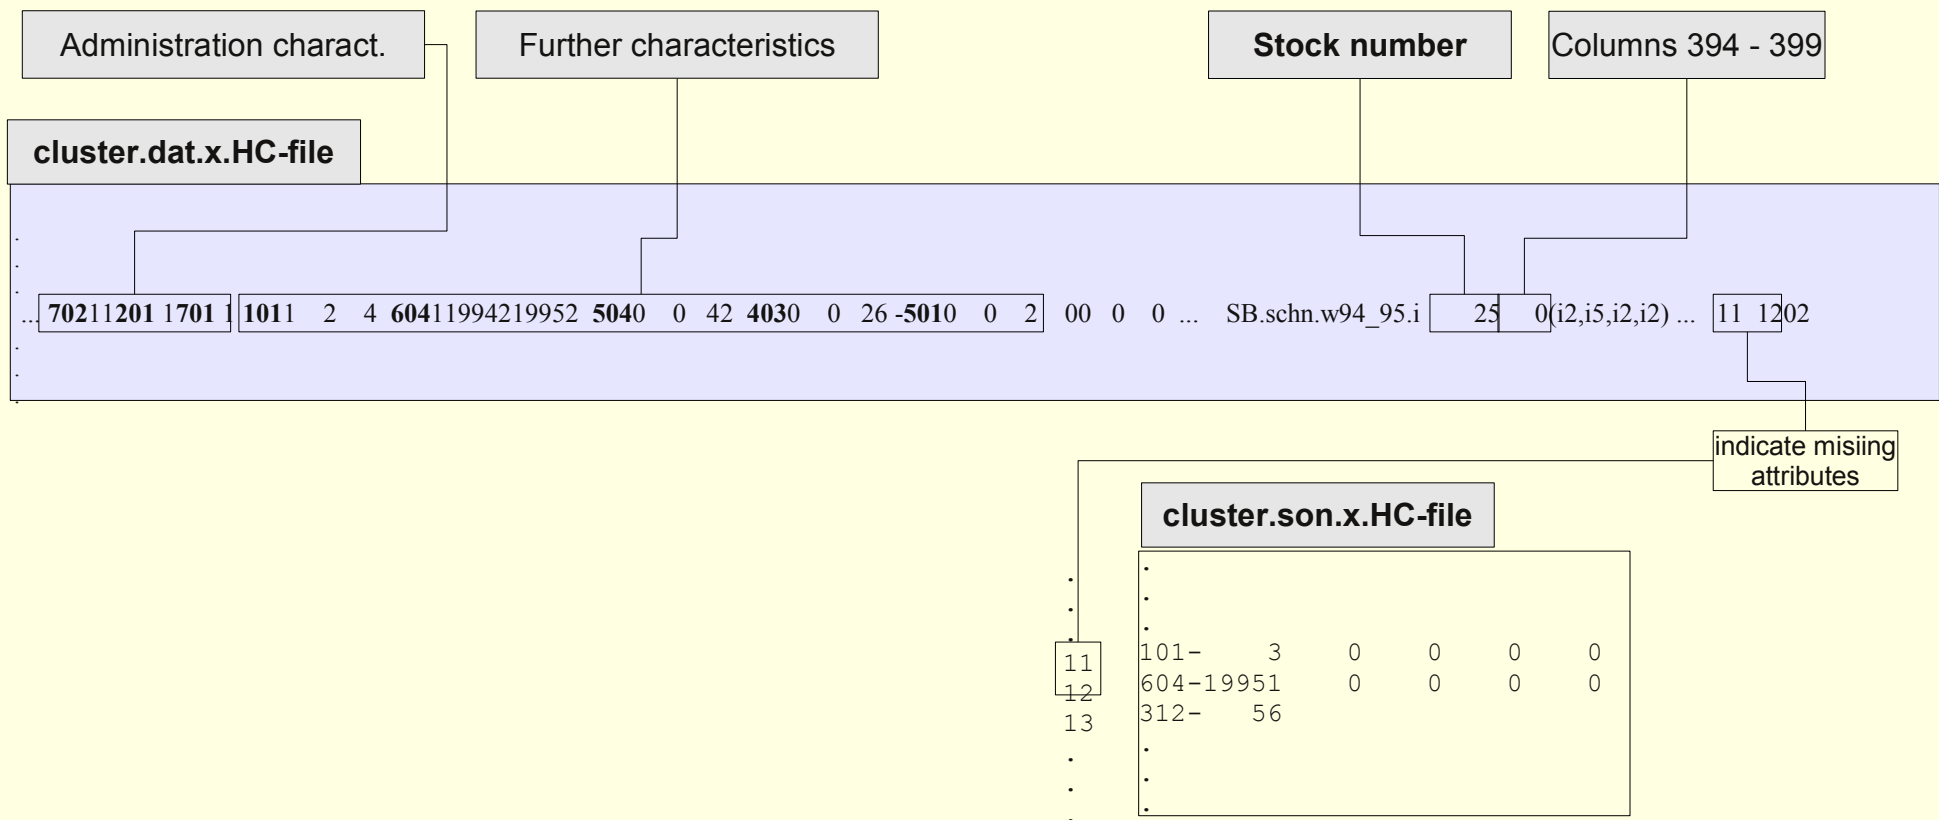 Administration charact. Further characteristics Stock number Columns 394 - 399
cluster.dat.x.HC-file
.
.
.
... 70211201 1701 1 1011 2 4 60411994219952 5040 0 42 4030 0 26 -5010 0 2 00 0 0 ... SB.schn.w94_95.i 25 0(i2,i5,i2,i2) ... 11 1202
.
.
.
indicate misiing
attributes
cluster.son.x.HC-file
. .
. .
. .
11 101- 3 0 0 0 0
12 604-19951 0 0 0 0
13 312- 56
. .
. .
. .